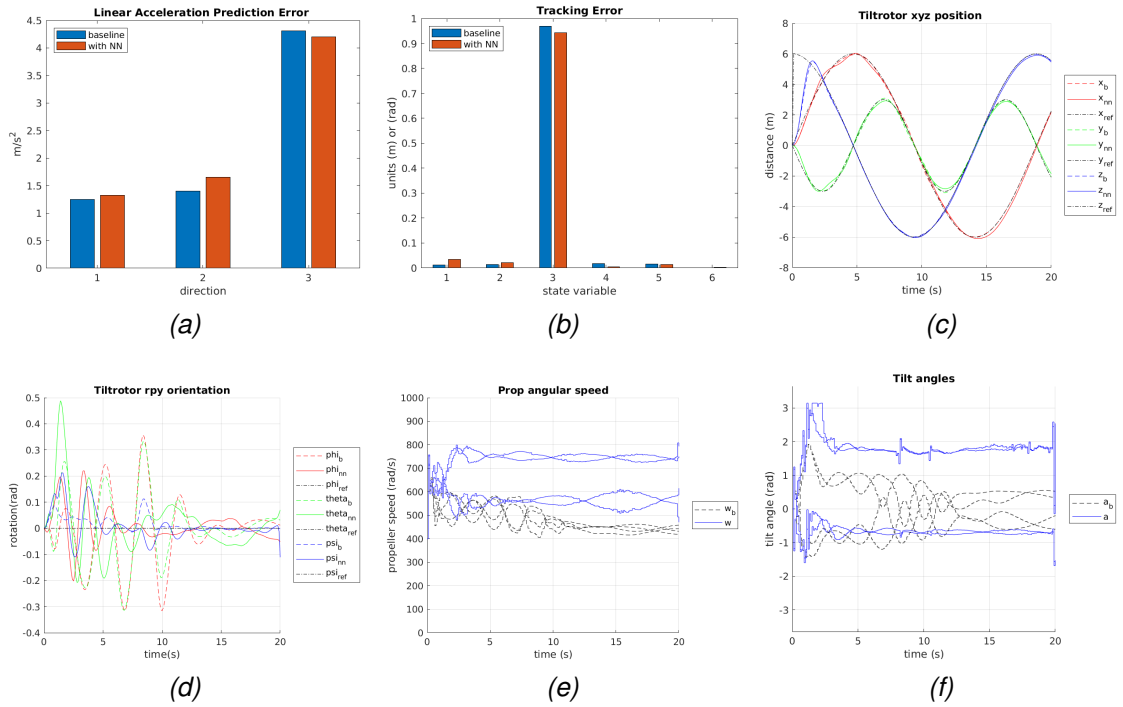 Linear Acceleration Prediction Error
4.5
4
3.5
3
2.5
2
1.5
1
0.5
0
m/s²
baseline
with NN
1 2 3
direction
(a)
Tracking Error
1
0.9
0.8
0.7
0.6
0.5
0.4
0.3
0.2
0.1
0
units (m) or (rad)
baseline
with NN
1 2 3 4 5 6
state variable
(b)
Tiltrotor xyz position
8
6
4
2
0
-2
-4
-6
-8
distance (m)
0 5 10 15 20
time (s)
x_b
x_nn
x_ref
y_b
y_nn
y_ref
z_b
z_nn
z_ref
(c)
Tiltrotor rpy orientation
0.5
0.4
0.3
0.2
0.1
0
-0.1
-0.2
-0.3
-0.4
rotation(rad)
0 5 10 15 20
time(s)
phi_b
phi_nn
phi_ref
theta_b
theta_nn
theta_ref
psi_b
psi_nn
psi_ref
(d)
Prop angular speed
1000
900
800
700
600
500
400
300
200
100
0
propeller speed (rad/s)
0 5 10 15 20
time (s)
w_b
w
(e)
Tilt angles
3
2
1
0
-1
-2
-3
tilt angle (rad)
0 5 10 15 20
time (s)
a_b
a
(f)